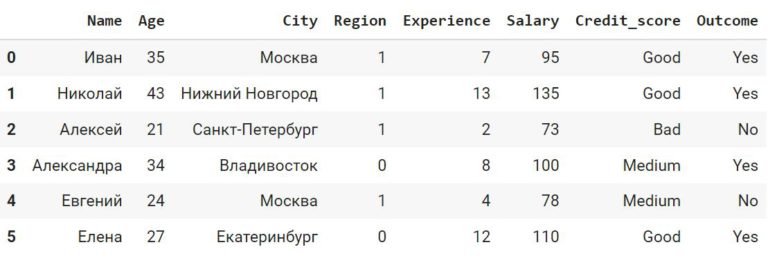 Name Age City Region Experience Salary Credit_score Outcome
0 Иван 35 Москва 1 7 95 Good Yes
1 Николай 43 Нижний Новгород 1 13 135 Good Yes
2 Алексей 21 Санкт-Петербург 1 2 73 Bad No
3 Александра 34 Владивосток 0 8 100 Medium Yes
4 Евгений 24 Москва 1 4 78 Medium No
5 Елена 27 Екатеринбург 0 12 110 Good Yes